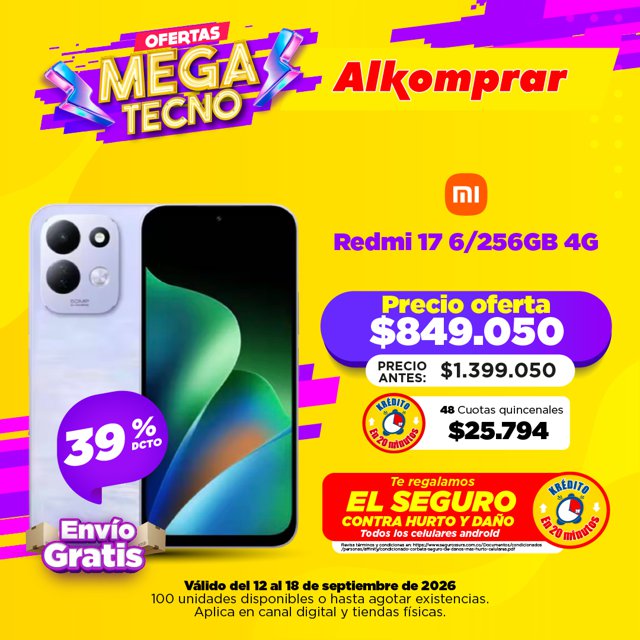 OFERTAS
MEGA
TECNO
Alkomprar
mi
Redmi 17 6/256GB 4G
Precio oferta
$849.050
PRECIO
ANTES: $1.399.050
KRÉDITO
En 20 minutos
48 Cuotas quincenales
$25.794
50MP
39% DCTO
Envío
Gratis
Te regalamos
EL SEGURO
CONTRA HURTO Y DAÑO
Todos los celulares android
KRÉDITO
En 20 minutos
Válido del 12 al 18 de septiembre de 2026
100 unidades disponibles o hasta agotar existencias.
Aplica en canal digital y tiendas físicas.